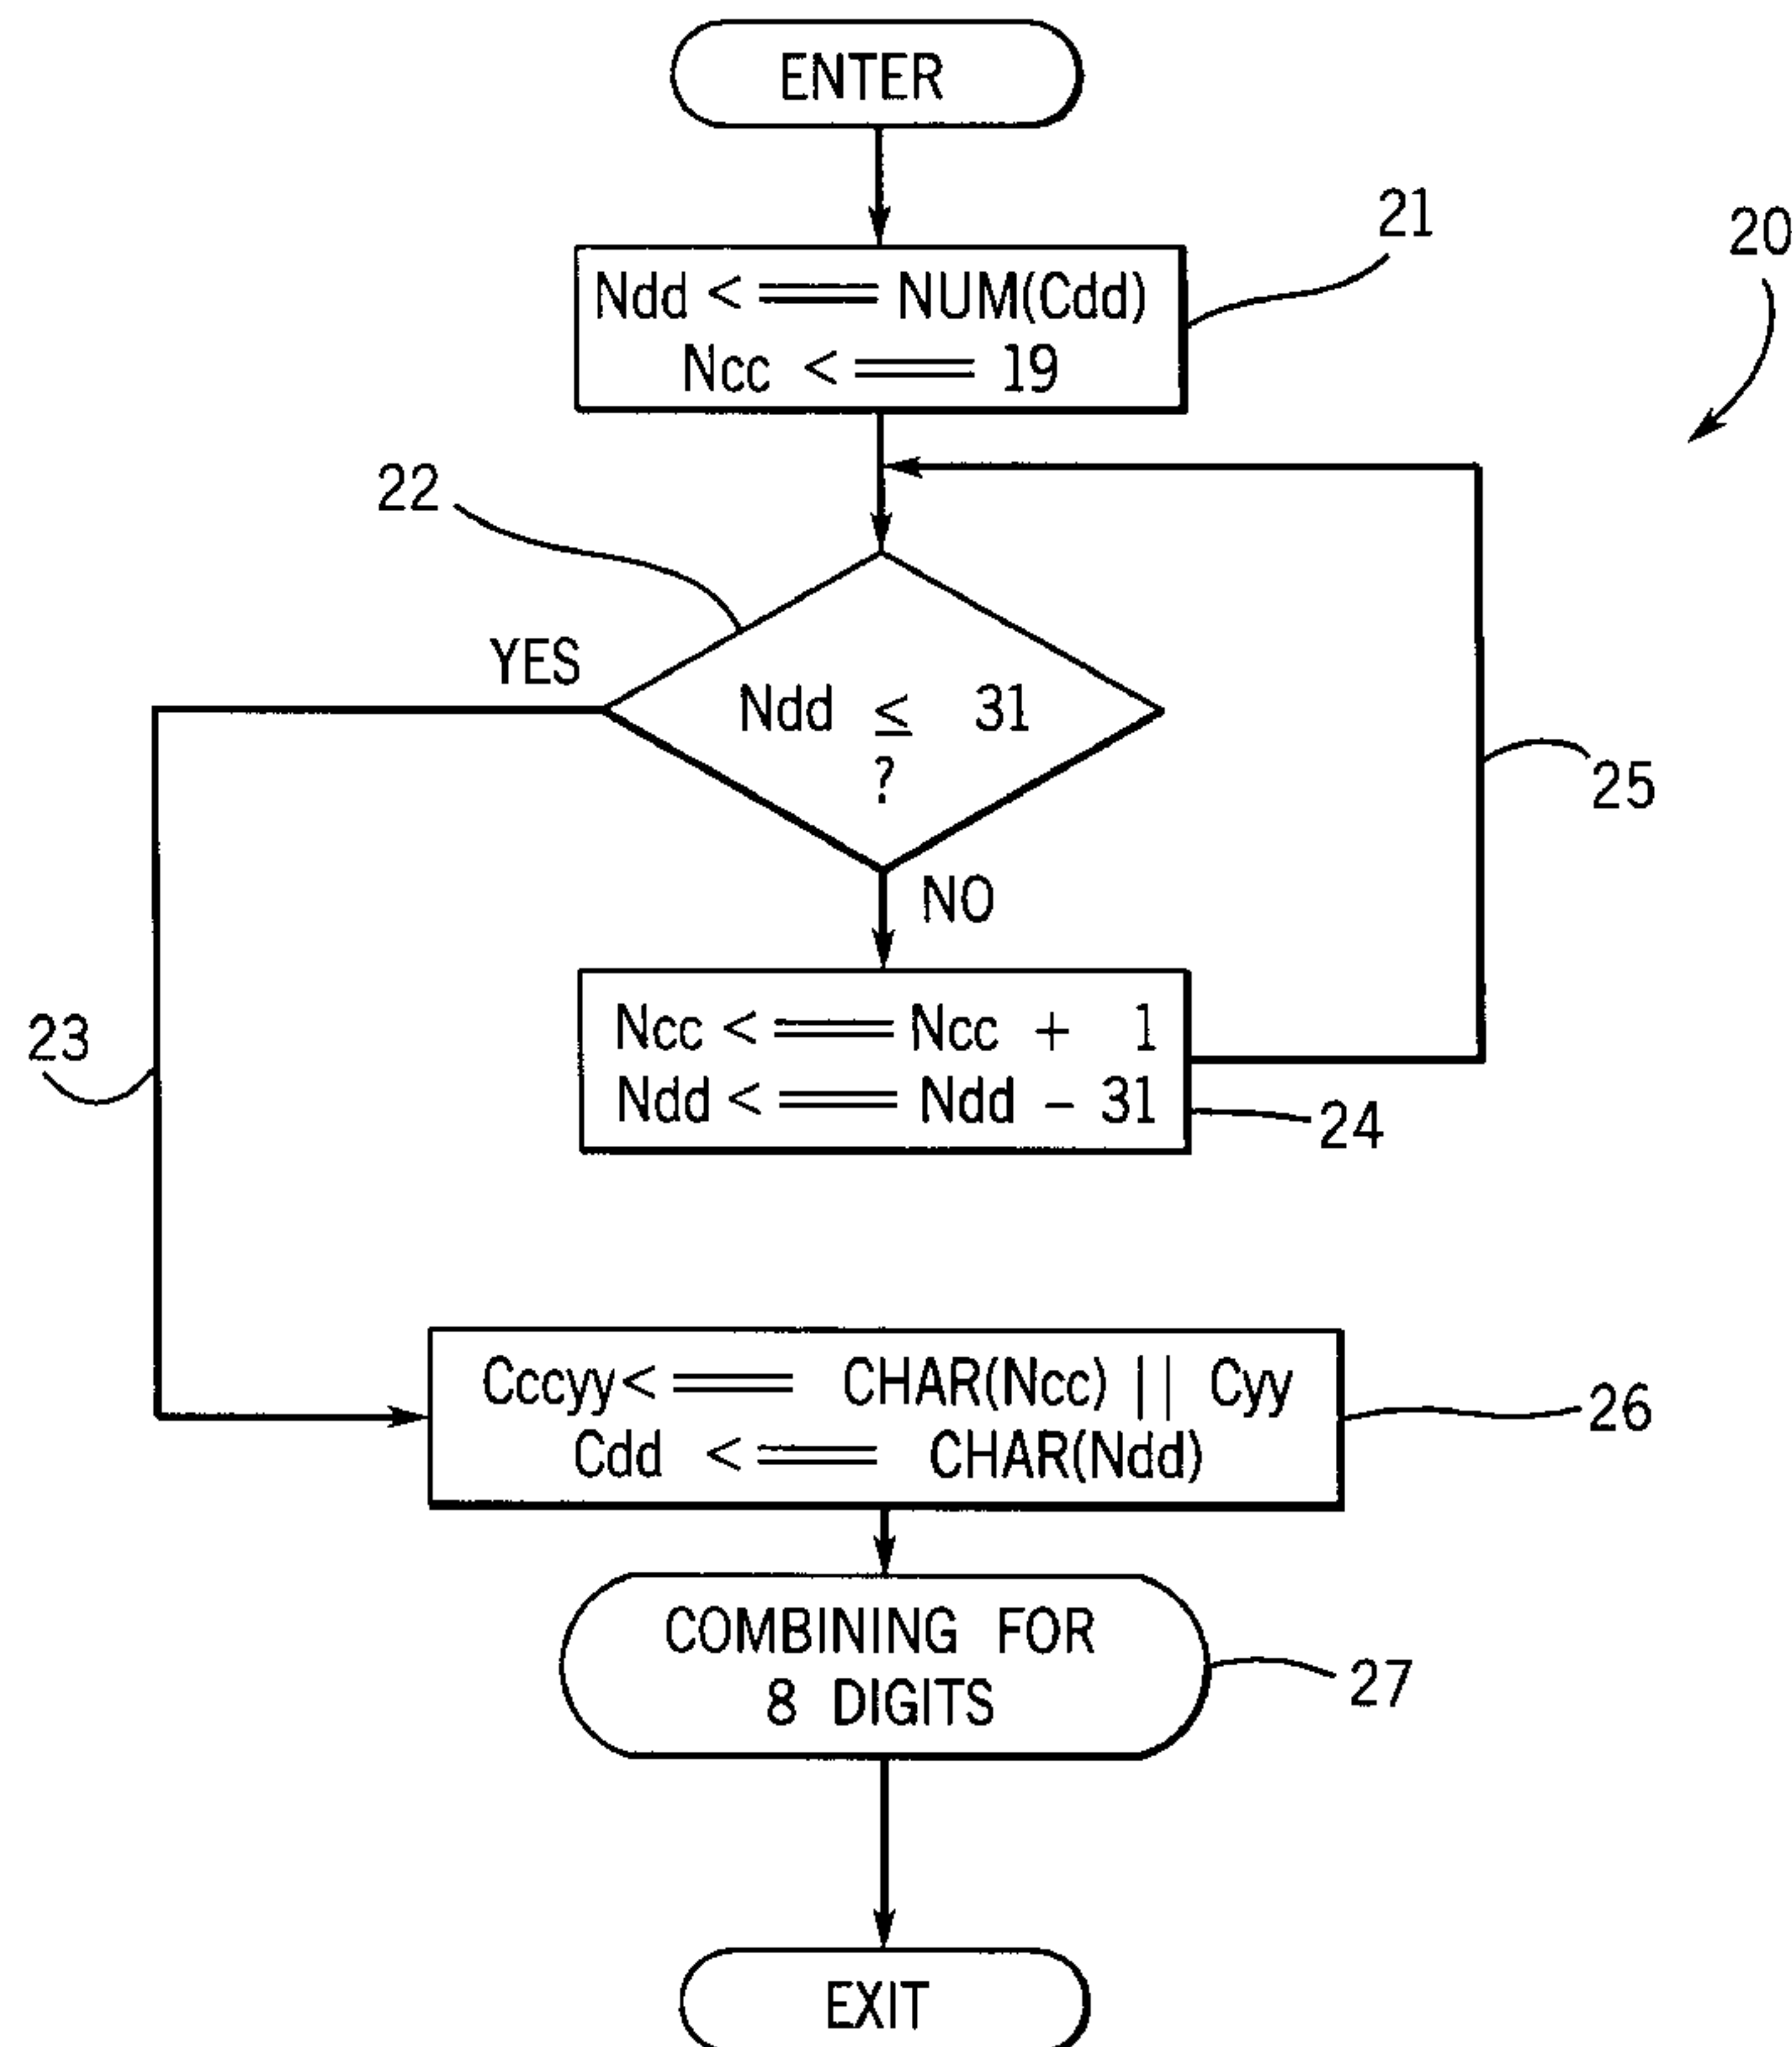 ENTER
21
20
Ndd <=== NUM(Cdd)
Ncc <=== 19
22
YES
Ndd ≤ 31
?
25
NO
23
Ncc <=== Ncc + 1
Ndd <=== Ndd - 31
24
Cccyy<=== CHAR(Ncc) || Cyy
Cdd <=== CHAR(Ndd)
26
COMBINING FOR
8 DIGITS
27
EXIT